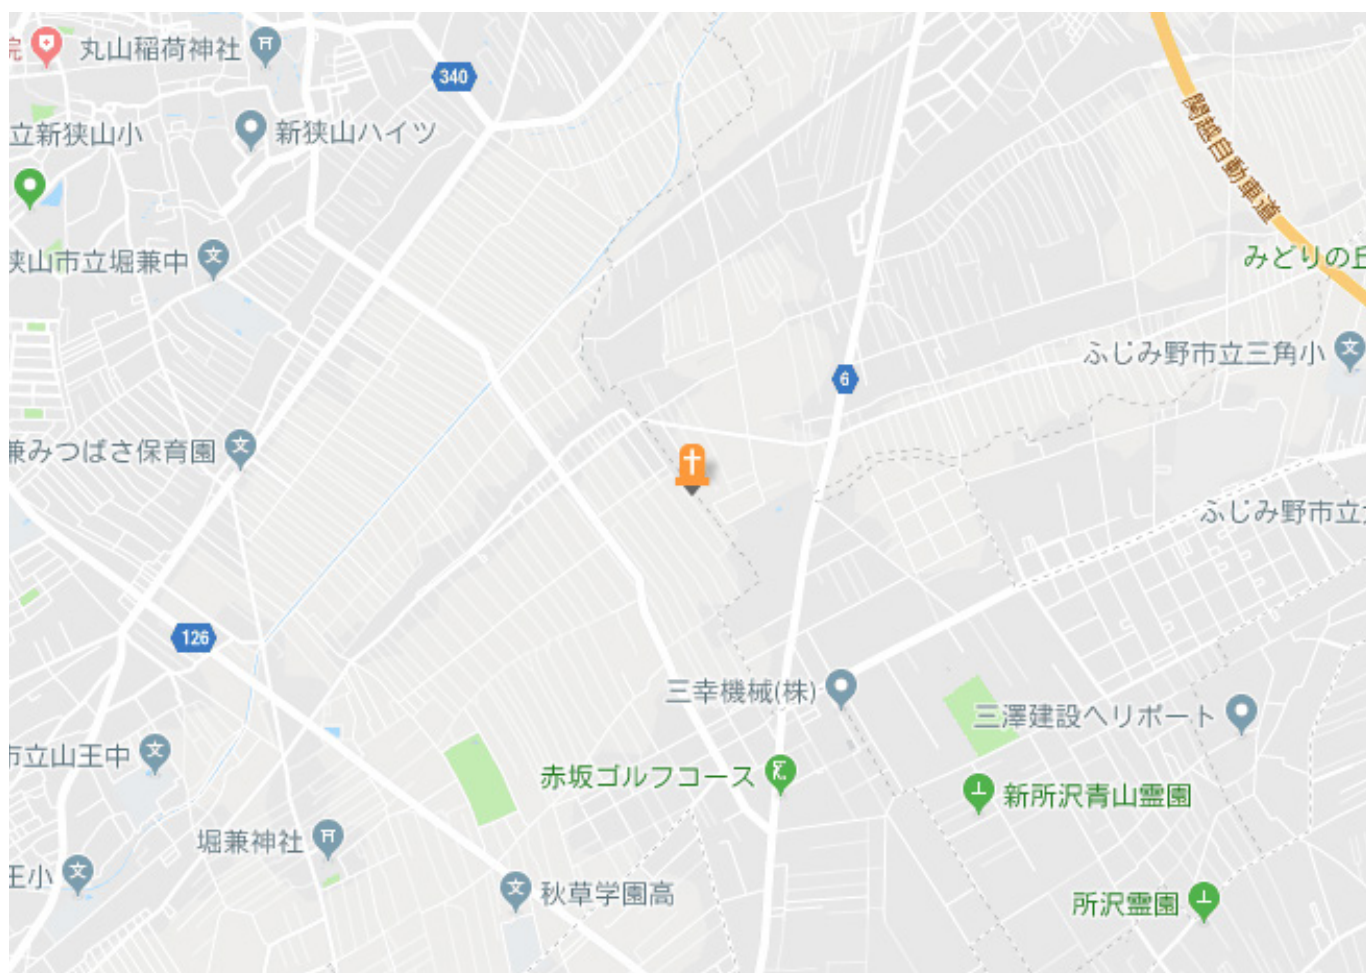 院
丸山稲荷神社
340
立新狭山小
新狭山ハイツ
関越自動車道
狭山市立堀兼中
みどりの丘
ふじみ野市立三角小
6
兼みつばさ保育園
ふじみ野市立
126
三幸機械(株)
三澤建設ヘリポート
市立山王中
赤坂ゴルフコース
新所沢青山霊園
堀兼神社
王小
秋草学園高
所沢霊園